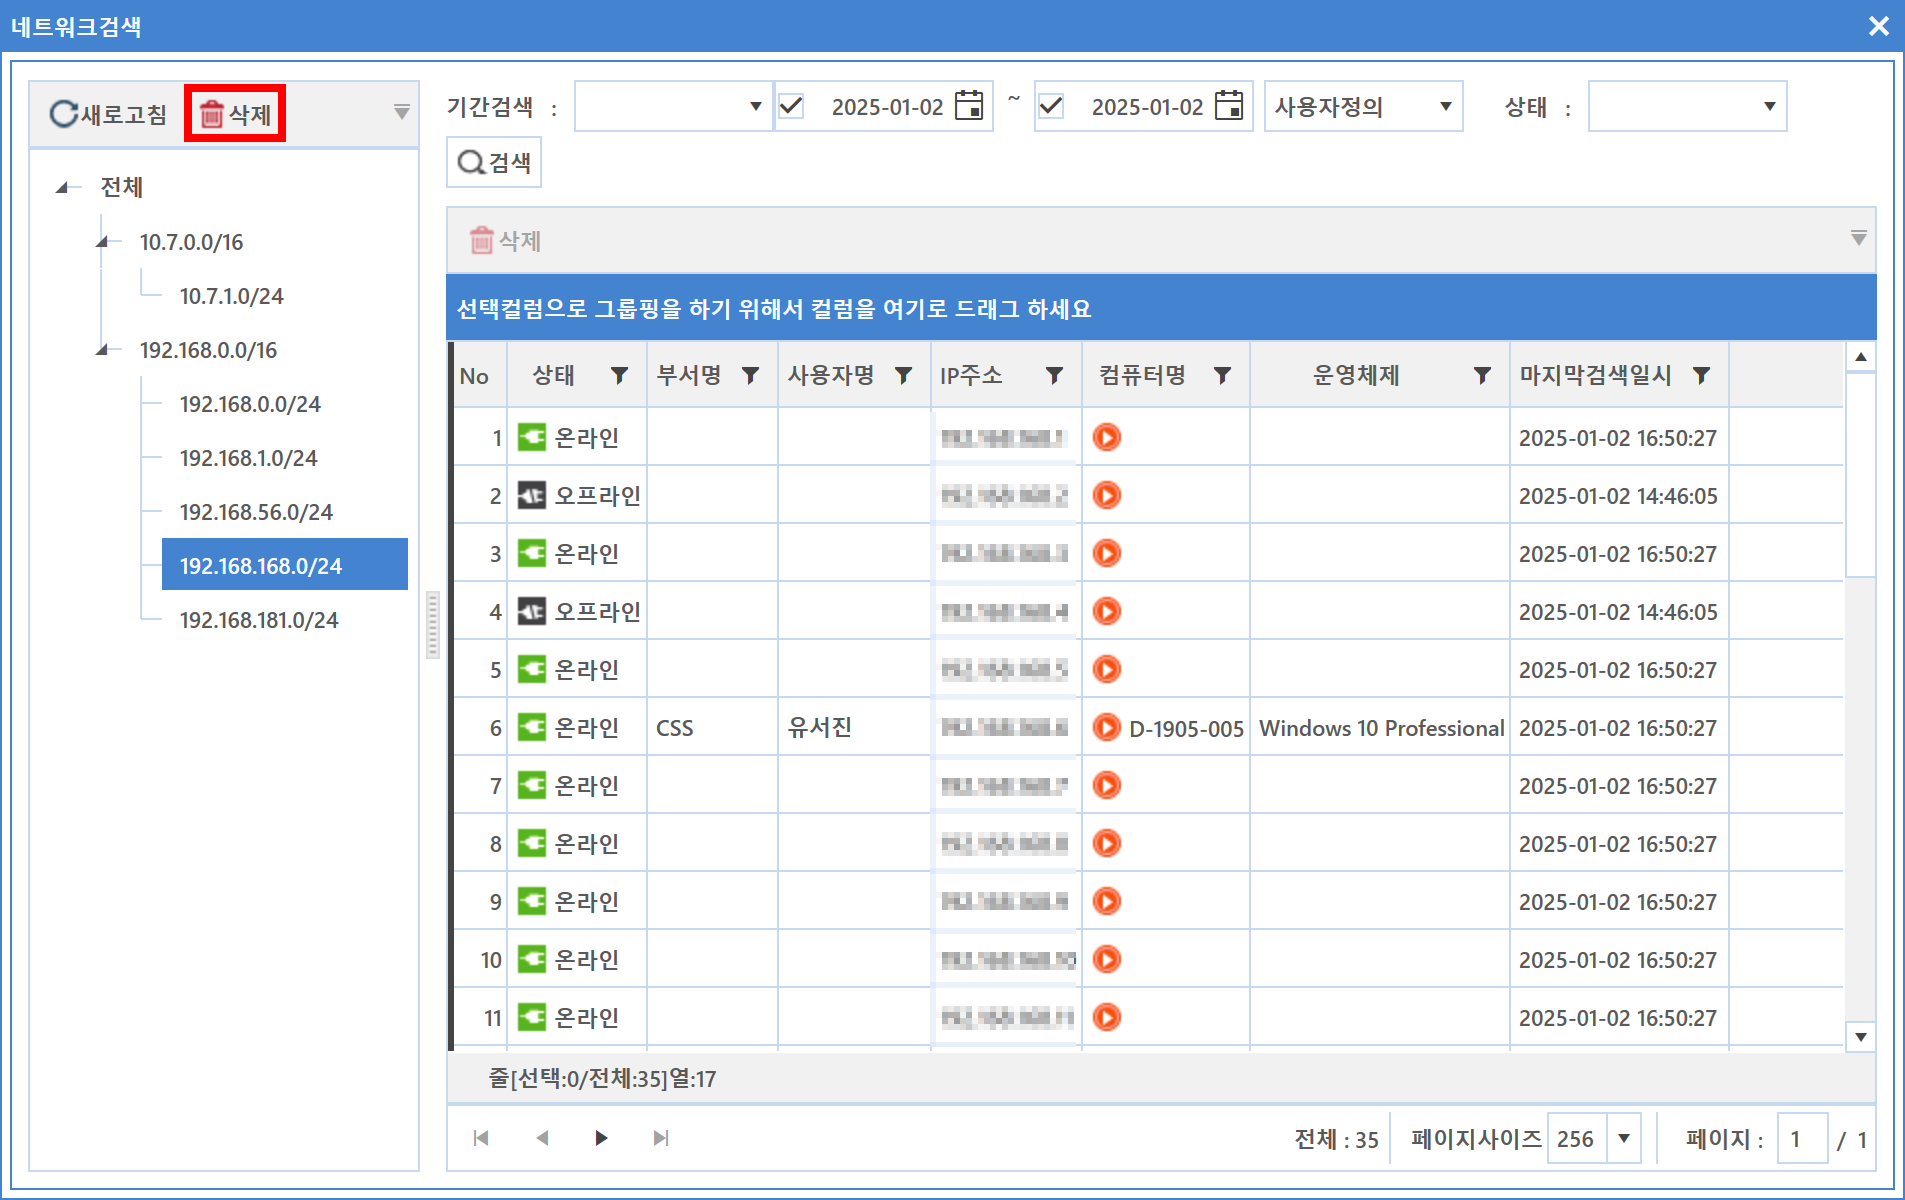 네트워크검색
새로고침 삭제
전체
10.7.0.0/16
10.7.1.0/24
192.168.0.0/16
192.168.0.0/24
192.168.1.0/24
192.168.56.0/24
192.168.168.0/24
192.168.181.0/24
기간검색 : 2025-01-02 ~ 2025-01-02 사용자정의 상태 :
검색
삭제
선택컬럼으로 그룹핑을 하기 위해서 컬럼을 여기로 드래그 하세요
No 상태 부서명 사용자명 IP주소 컴퓨터명 운영체제 마지막검색일시
1 온라인 2025-01-02 16:50:27
2 오프라인 2025-01-02 14:46:05
3 온라인 2025-01-02 16:50:27
4 오프라인 2025-01-02 14:46:05
5 온라인 2025-01-02 16:50:27
6 온라인 CSS 유서진 D-1905-005 Windows 10 Professional 2025-01-02 16:50:27
7 온라인 2025-01-02 16:50:27
8 온라인 2025-01-02 16:50:27
9 온라인 2025-01-02 16:50:27
10 온라인 2025-01-02 16:50:27
11 온라인 2025-01-02 16:50:27
줄[선택:0/전체:35]열:17
전체 : 35 페이지사이즈 256 페이지 : 1 / 1